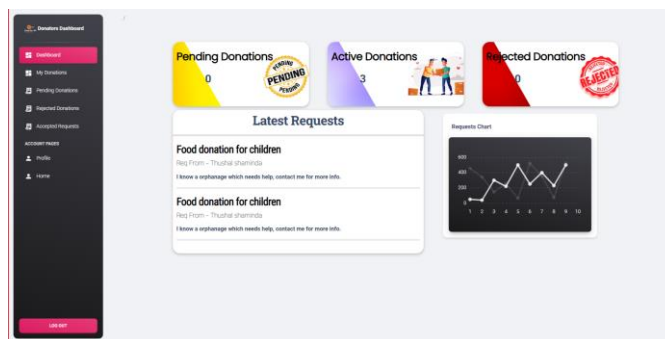 Donators Dashboard
Dashboard
My Donations
Pending Donations
Rejected Donations
Accepted Requests
ACCOUNT PAGES
Profile
Home
LOG OUT
/
Pending Donations
0
PENDING
PENDING
PENDING
Active Donations
3
Rejected Donations
0
REJECTED
Latest Requests
Food donation for children
Req From - Thushal shaminda
I know a orphanage which needs help, contact me for more info.
Food donation for children
Req From - Thushal shaminda
I know a orphanage which needs help, contact me for more info.
Requests Chart
600
400
200
0
1 2 3 4 5 6 7 8 9 10